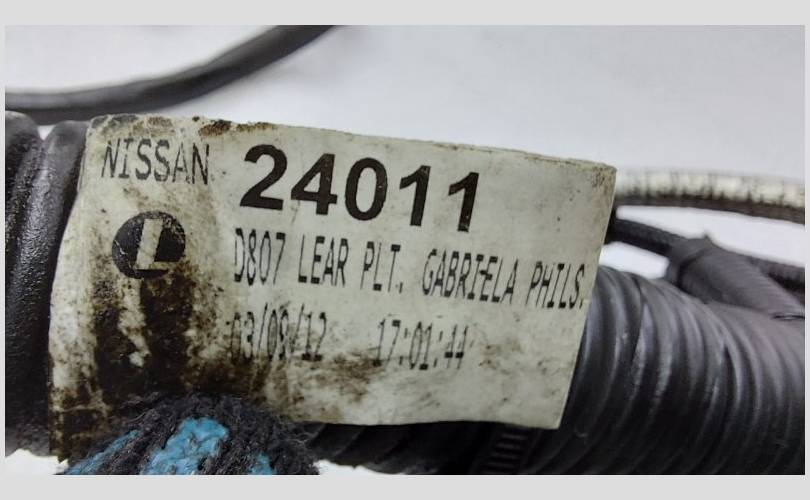 NISSAN 24011
L
D807 LEAR PLT. GABRIELA PHILS.
03/09/12 17:01:44